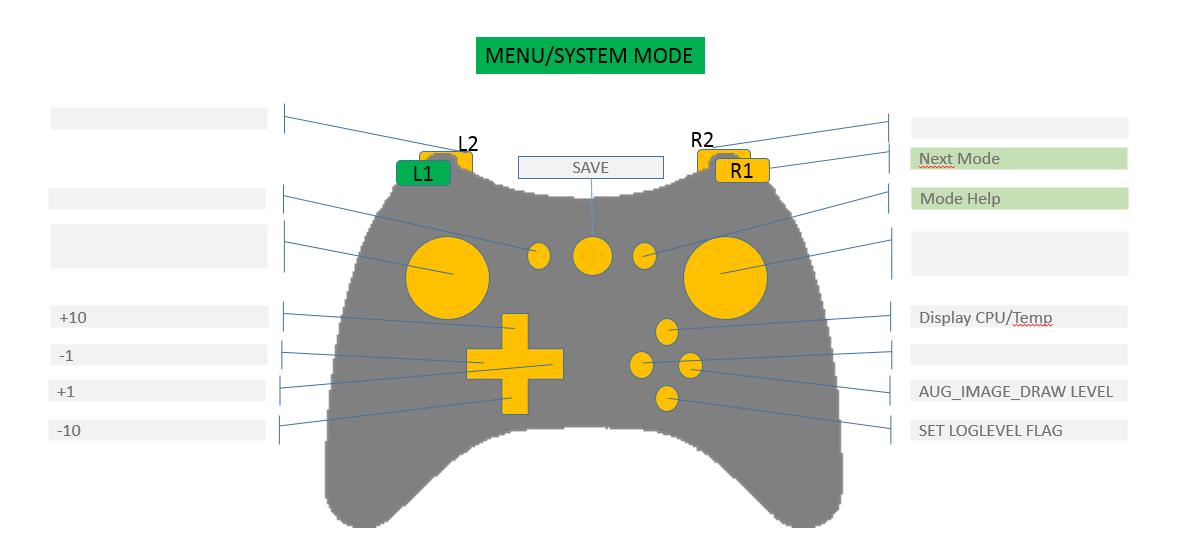 MENU/SYSTEM MODE
L2
R2
L1
SAVE
R1
Next Mode
Mode Help
+10
Display CPU/Temp
-1
+1
AUG_IMAGE_DRAW LEVEL
-10
SET LOGLEVEL FLAG